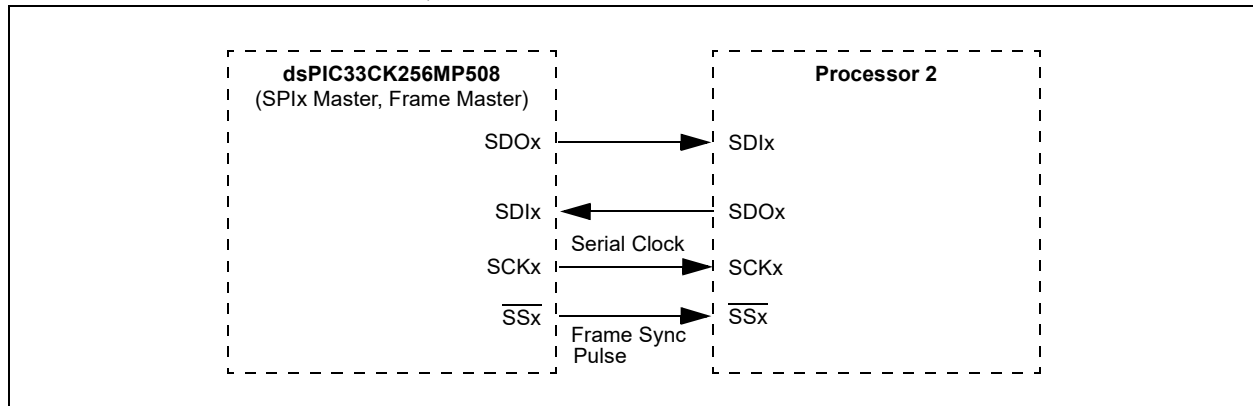 dsPIC33CK256MP508
(SPIx Master, Frame Master)
Processor 2
SDOx
SDIx
SDIx
SDOx
Serial Clock
SCKx
SCKx
SSx
SSx
Frame Sync
Pulse